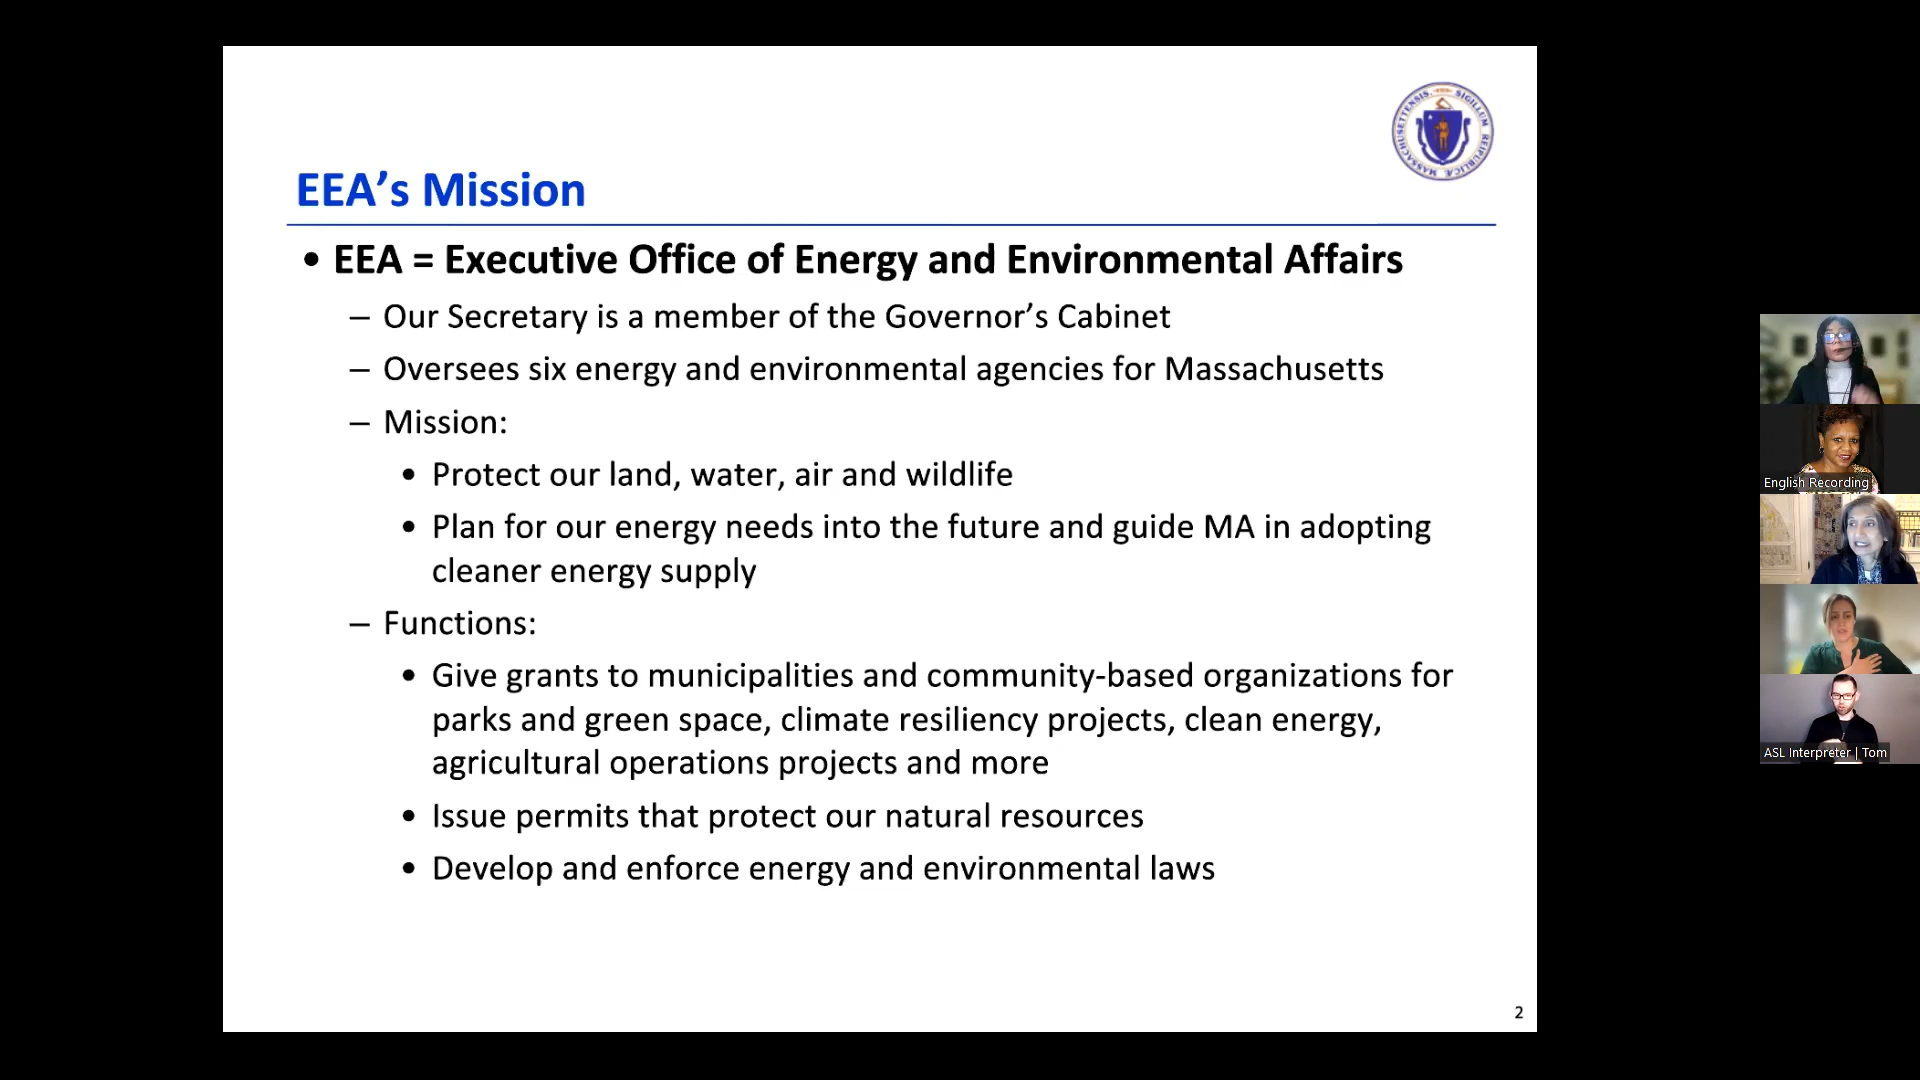 SIGILLUM REIPUBLICÆ MASSACHUSETTENSIS
EEA’s Mission
• EEA = Executive Office of Energy and Environmental Affairs
– Our Secretary is a member of the Governor’s Cabinet
– Oversees six energy and environmental agencies for Massachusetts
– Mission:
• Protect our land, water, air and wildlife
• Plan for our energy needs into the future and guide MA in adopting
cleaner energy supply
– Functions:
• Give grants to municipalities and community-based organizations for
parks and green space, climate resiliency projects, clean energy,
agricultural operations projects and more
• Issue permits that protect our natural resources
• Develop and enforce energy and environmental laws
2
English Recording
ASL Interpreter | Tom